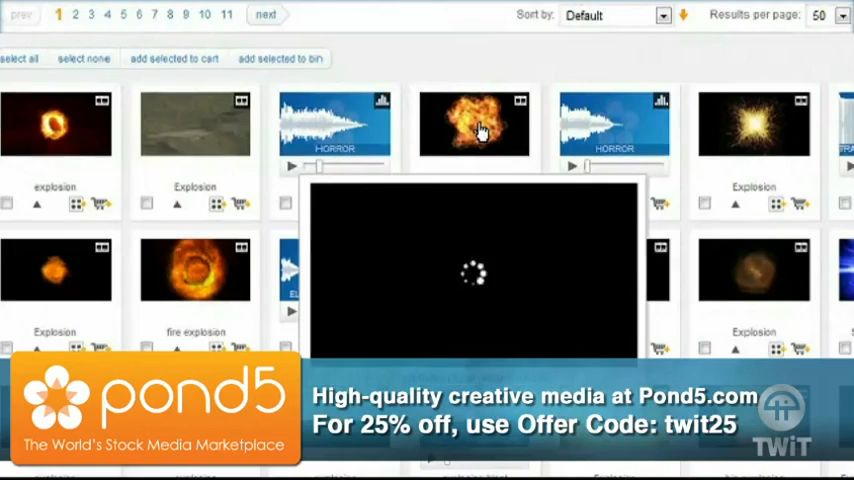 prev 1 2 3 4 5 6 7 8 9 10 11 next Sort by: Default Results per page: 50
select all select none add selected to cart add selected to bin
HORROR HORROR
explosion Explosion Explosion
Explosion fire explosion Explosion
pond5
The World's Stock Media Marketplace
High-quality creative media at Pond5.com
For 25% off, use Offer Code: twit25
TWiT